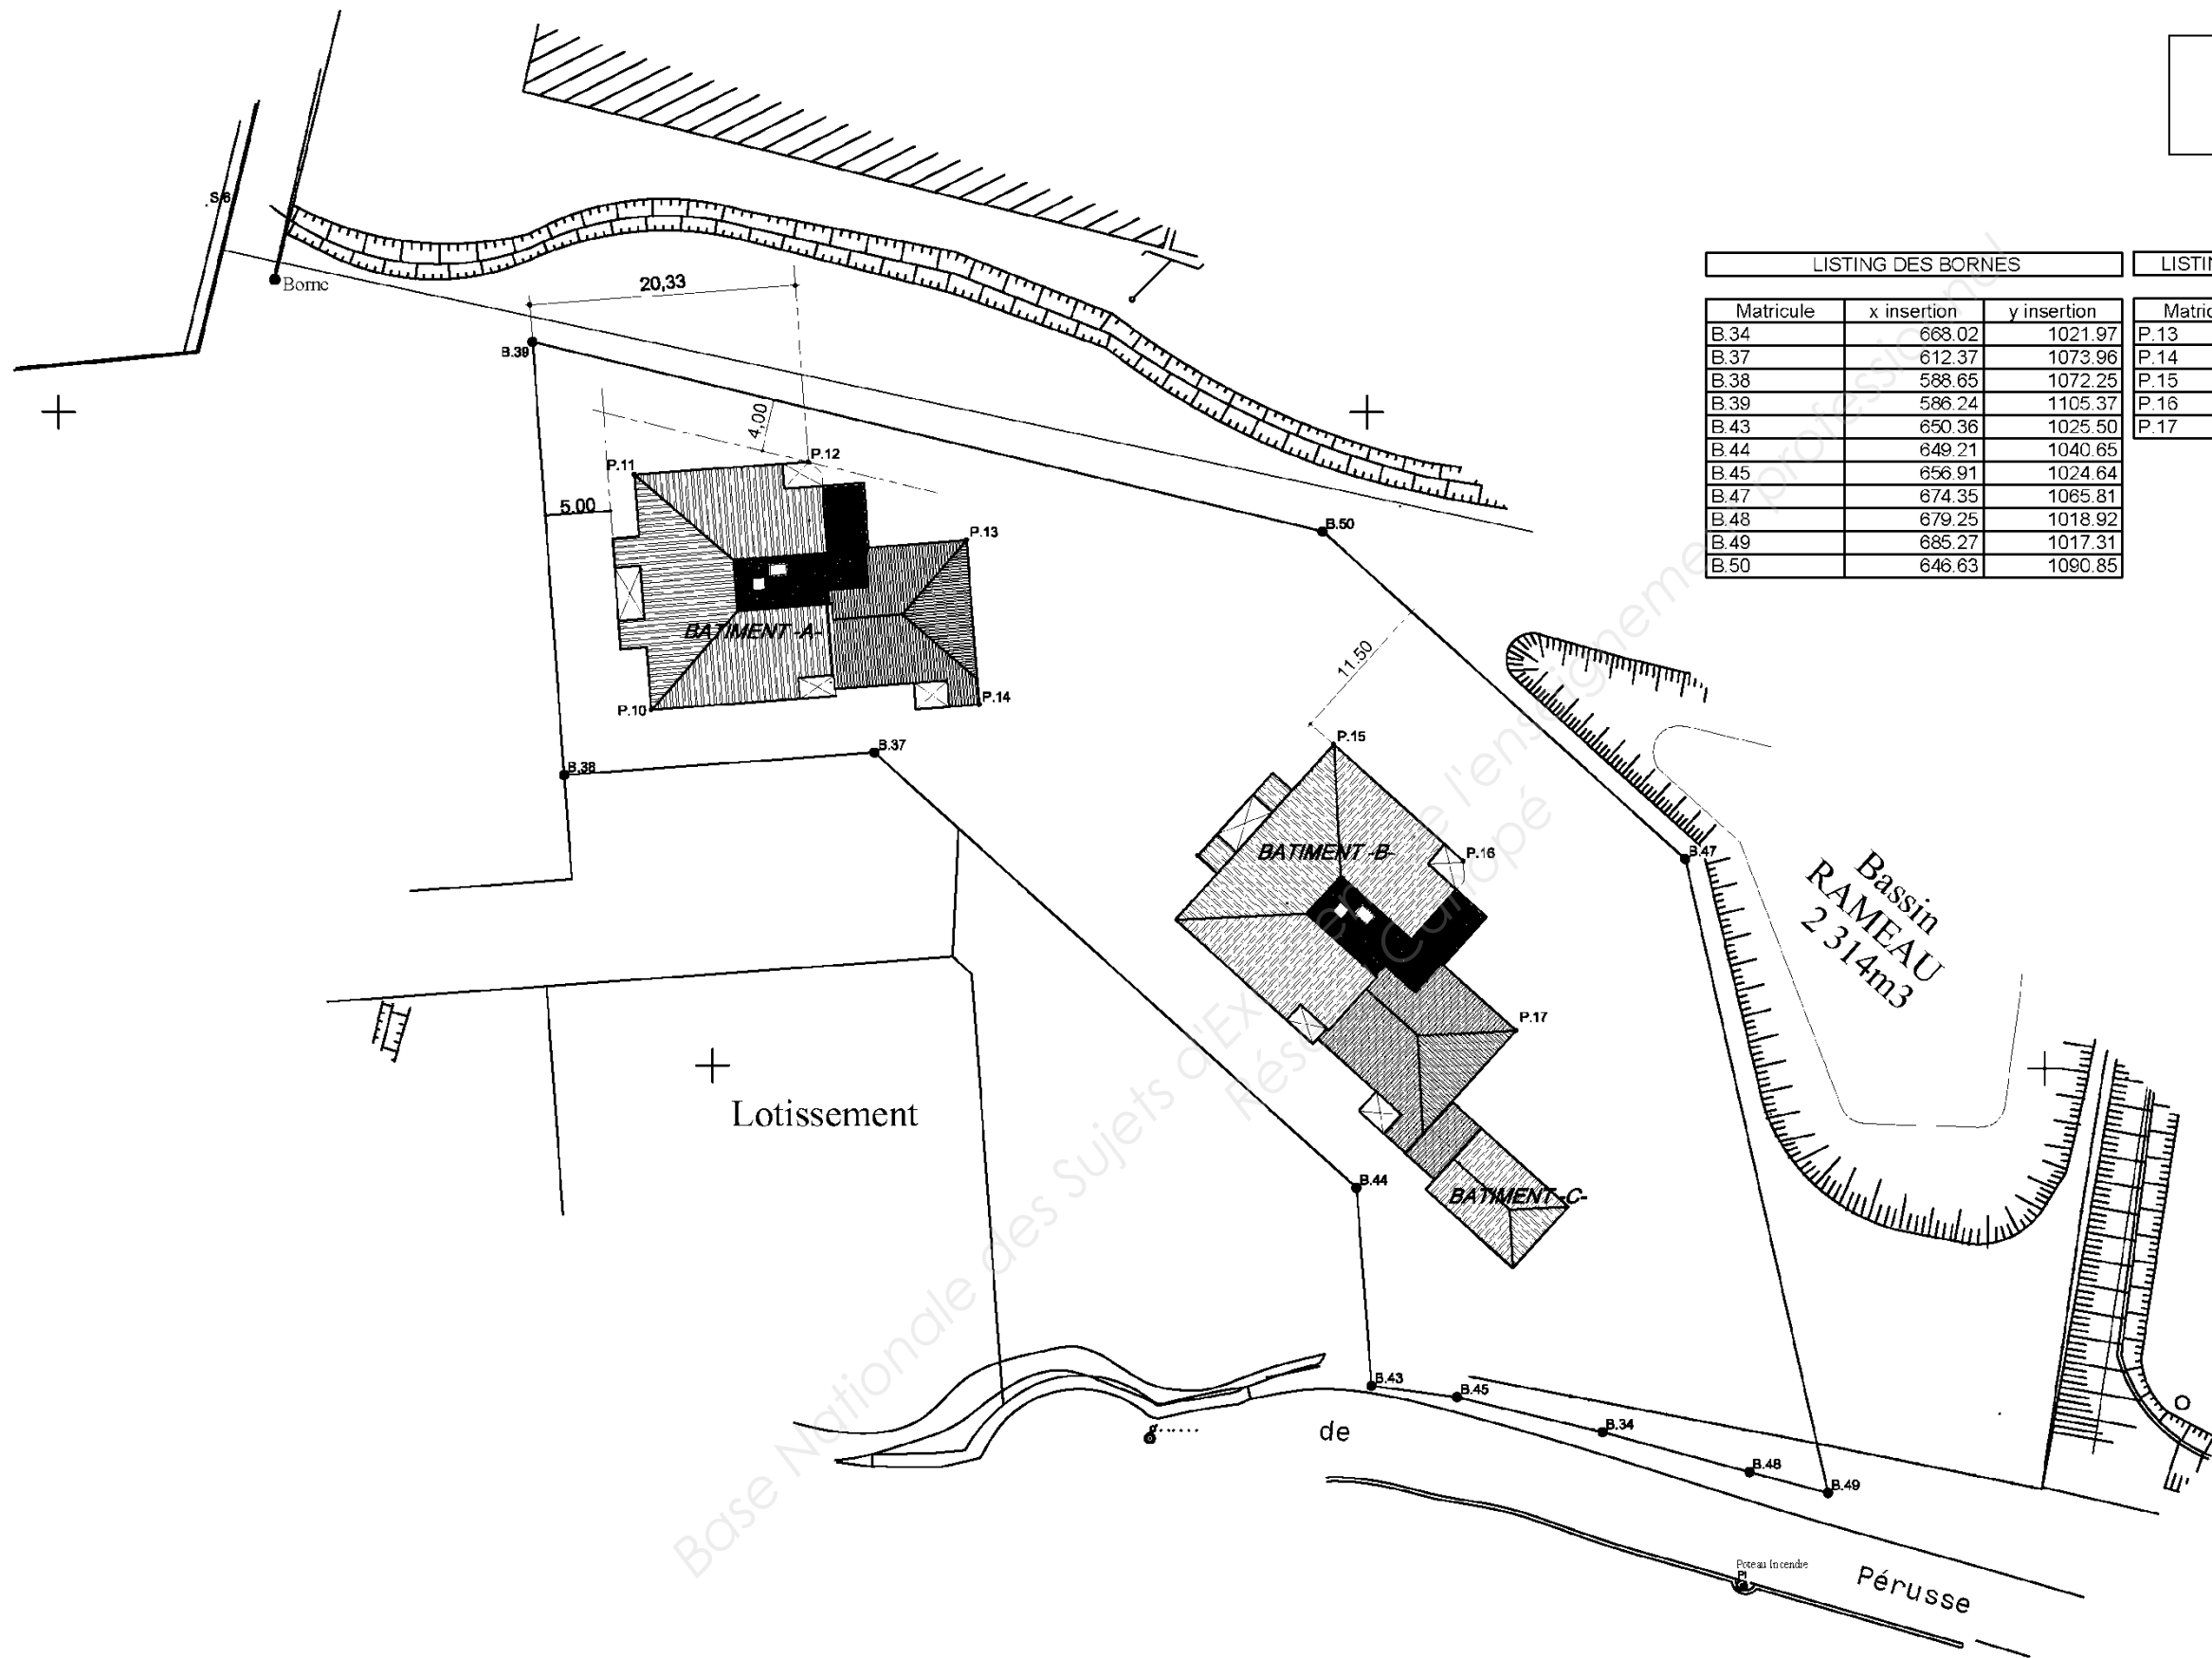 S.6
Borne
20,33
B.39
4,00
P.11
P.12
5.00
P.13
BATIMENT -A-
P.10
P.14
B.38
B.37
B.50
11.50
P.15
BATIMENT -B-
P.16
B.47
Bassin
RAMEAU
2 314m3
P.17
Lotissement
B.44
BATIMENT -C-
B.43
B.45
B.34
B.48
B.49
de
Poteau Incendie
PI
Pérusse
LISTING DES BORNES
Matricule x insertion y insertion
B.34 668.02 1021.97
B.37 612.37 1073.96
B.38 588.65 1072.25
B.39 586.24 1105.37
B.43 650.36 1025.50
B.44 649.21 1040.65
B.45 656.91 1024.64
B.47 674.35 1065.81
B.48 679.25 1018.92
B.49 685.27 1017.31
B.50 646.63 1090.85
P.13
P.14
P.15
P.16
P.17
Base Nationale des Sujets d'Examens de l'enseignement professionnel
Réseau Canopé